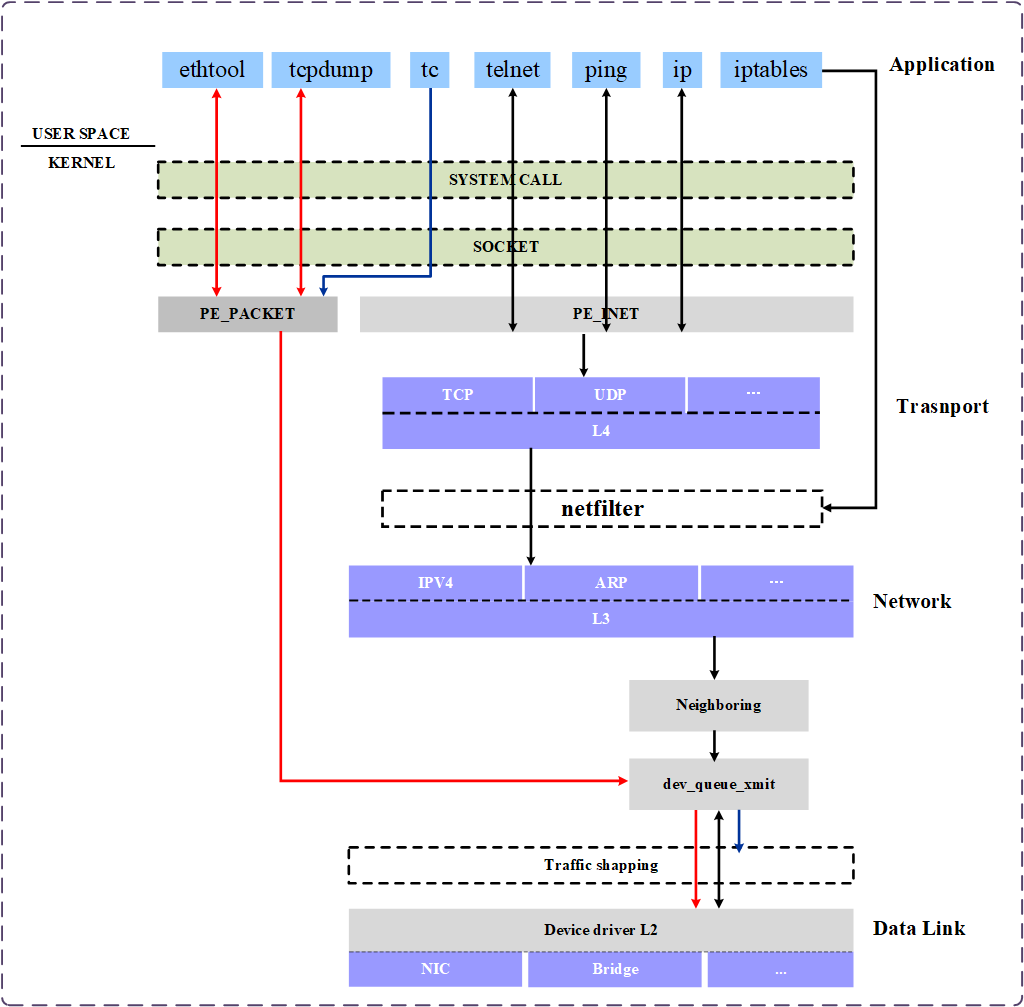 ethtool tcpdump tc telnet ping ip iptables Application
USER SPACE
KERNEL
SYSTEM CALL
SOCKET
PE_PACKET PE_INET
TCP UDP ...
Trasnport
L4
netfilter
IPV4 ARP ...
Network
L3
Neighboring
dev_queue_xmit
Traffic shapping
Device driver L2 Data Link
NIC Bridge ...